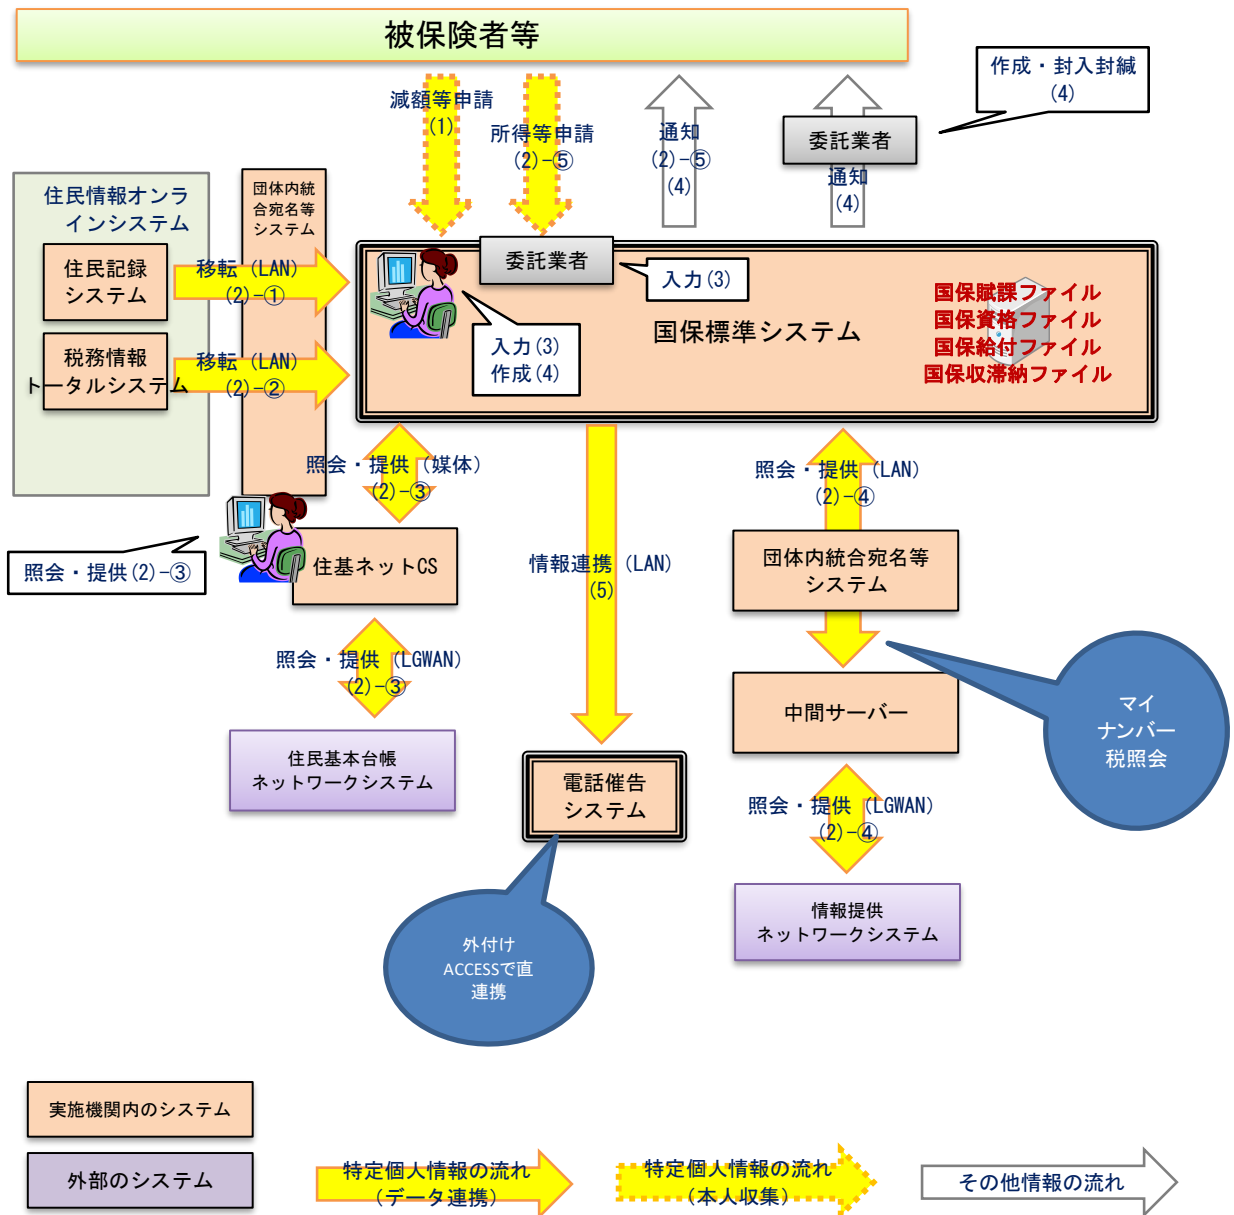 被保険者等
作成・封入封緘
(4)
減額等申請
(1)
所得等申請
(2)-⑤
通知
(2)-⑤
(4)
委託業者
通知
(4)
住民情報オンラ
インシステム
団体内統
合宛名等
システム
住民記録
システム
移転（LAN）
(2)-①
税務情報
トータルシステム
移転（LAN）
(2)-②
委託業者
入力(3)
入力(3)
作成(4)
国保標準システム
国保賦課ファイル
国保資格ファイル
国保給付ファイル
国保収滞納ファイル
照会・提供（媒体）
(2)-③
照会・提供（LAN）
(2)-④
照会・提供(2)-③
住基ネットCS
情報連携（LAN）
(5)
団体内統合宛名等
システム
照会・提供（LGWAN）
(2)-③
中間サーバー
マイ
ナンバー
税照会
住民基本台帳
ネットワークシステム
電話催告
システム
照会・提供（LGWAN）
(2)-④
外付け
ACCESSで直
連携
情報提供
ネットワークシステム
実施機関内のシステム
外部のシステム
特定個人情報の流れ
（データ連携）
特定個人情報の流れ
（本人収集）
その他情報の流れ